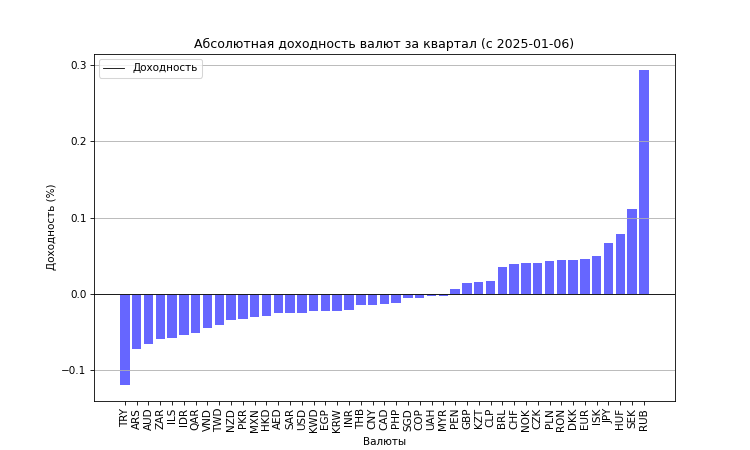 Абсолютная доходность валют за квартал (с 2025-01-06)
Доходность
0.3
0.2
0.1
0.0
−0.1
Доходность (%)
TRY ARS AUD ZAR ILS IDR QAR VND TWD NZD PKR MXN HKD AED SAR USD KWD EGP KRW INR THB CNY CAD PHP SGD COP UAH MYR PEN GBP KZT CLP BRL CHF NOK CZK PLN RON DKK EUR ISK JPY HUF SEK RUB
Валюты